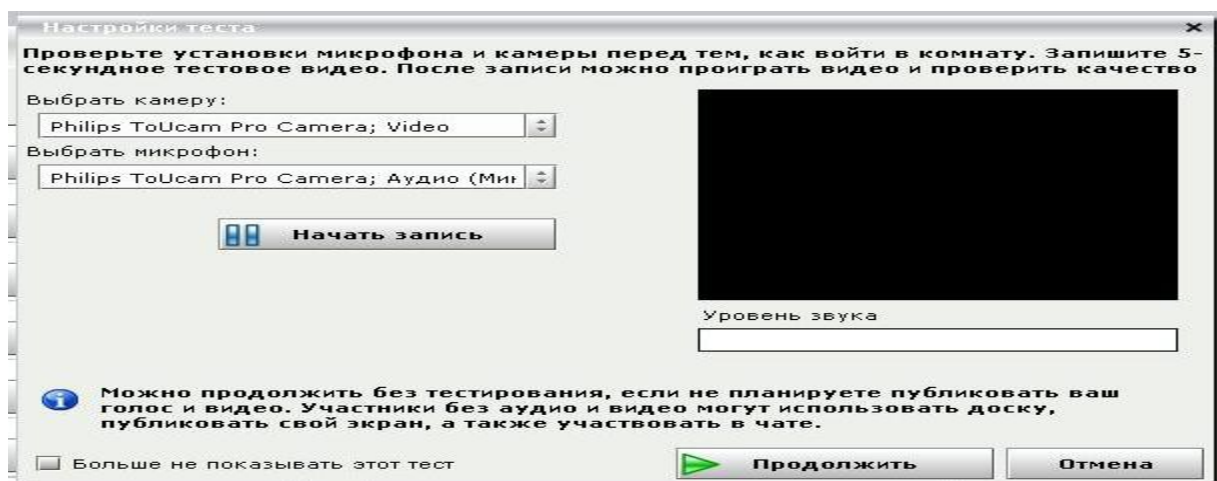 Настройки теста
Проверьте установки микрофона и камеры перед тем, как войти в комнату. Запишите 5-
секундное тестовое видео. После записи можно проиграть видео и проверить качество
Выбрать камеру:
Philips ToUcam Pro Camera; Video
Выбрать микрофон:
Philips ToUcam Pro Camera; Аудио (Мин
Начать запись
Уровень звука
Можно продолжить без тестирования, если не планируете публиковать ваш
голос и видео. Участники без аудио и видео могут использовать доску,
публиковать свой экран, а также участвовать в чате.
Больше не показывать этот тест
Продолжить
Отмена